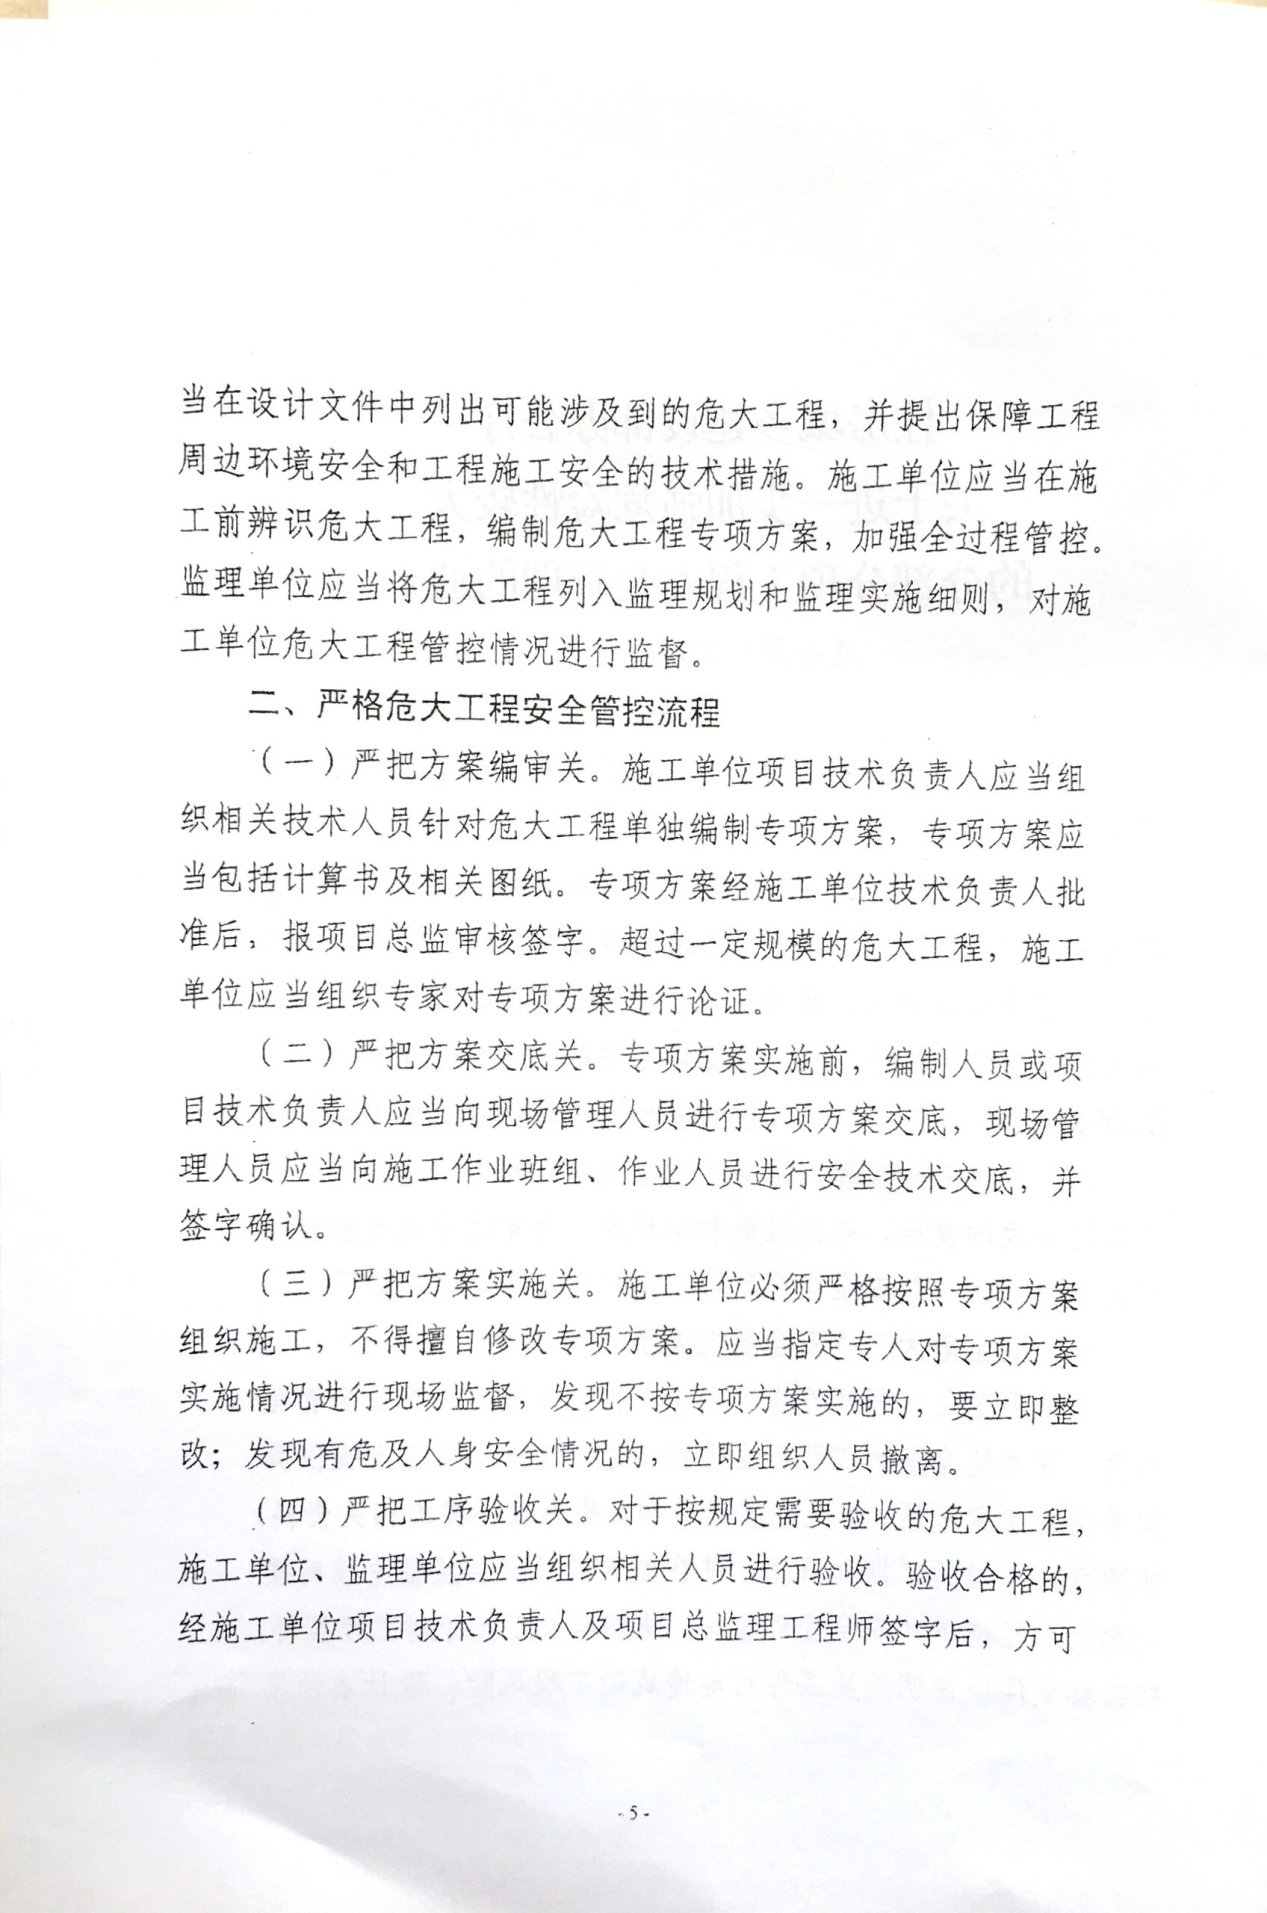 当在设计文件中列出可能涉及到的危大工程，并提出保障工程
周边环境安全和工程施工安全的技术措施。施工单位应当在施
工前辨识危大工程，编制危大工程专项方案，加强全过程管控。
监理单位应当将危大工程列入监理规划和监理实施细则，对施
工单位危大工程管控情况进行监督。
二、严格危大工程安全管控流程
（一）严把方案编审关。施工单位项目技术负责人应当组
织相关技术人员针对危大工程单独编制专项方案，专项方案应
当包括计算书及相关图纸。专项方案经施工单位技术负责人批
准后，报项目总监审核签字。超过一定规模的危大工程，施工
单位应当组织专家对专项方案进行论证。
（二）严把方案交底关。专项方案实施前，编制人员或项
目技术负责人应当向现场管理人员进行专项方案交底，现场管
理人员应当向施工作业班组、作业人员进行安全技术交底，并
签字确认。
（三）严把方案实施关。施工单位必须严格按照专项方案
组织施工，不得擅自修改专项方案。应当指定专人对专项方案
实施情况进行现场监督，发现不按专项方案实施的，要立即整
改；发现有危及人身安全情况的，立即组织人员撤离。
（四）严把工序验收关。对于按规定需要验收的危大工程，
施工单位、监理单位应当组织相关人员进行验收。验收合格的，
经施工单位项目技术负责人及项目总监理工程师签字后，方可
- 5 -